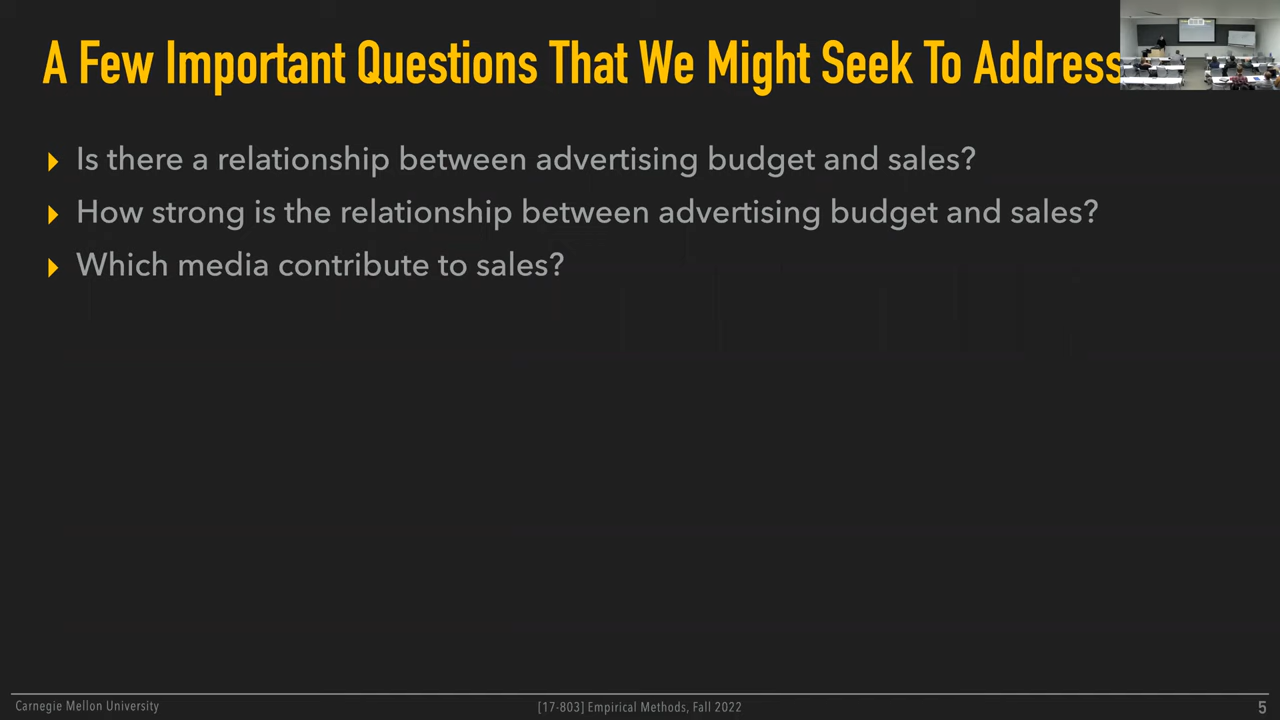 A Few Important Questions That We Might Seek To Address
Is there a relationship between advertising budget and sales?
How strong is the relationship between advertising budget and sales?
Which media contribute to sales?
Carnegie Mellon University
[17-803] Empirical Methods, Fall 2022
5